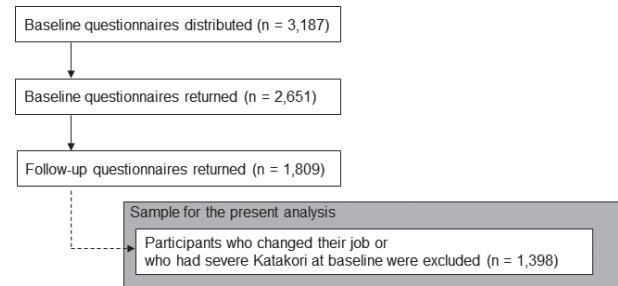 Baseline questionnaires distributed (n = 3,187)
Baseline questionnaires returned (n = 2,651)
Follow-up questionnaires returned (n = 1,809)
Sample for the present analysis
Participants who changed their job or
who had severe Katakori at baseline were excluded (n = 1,398)